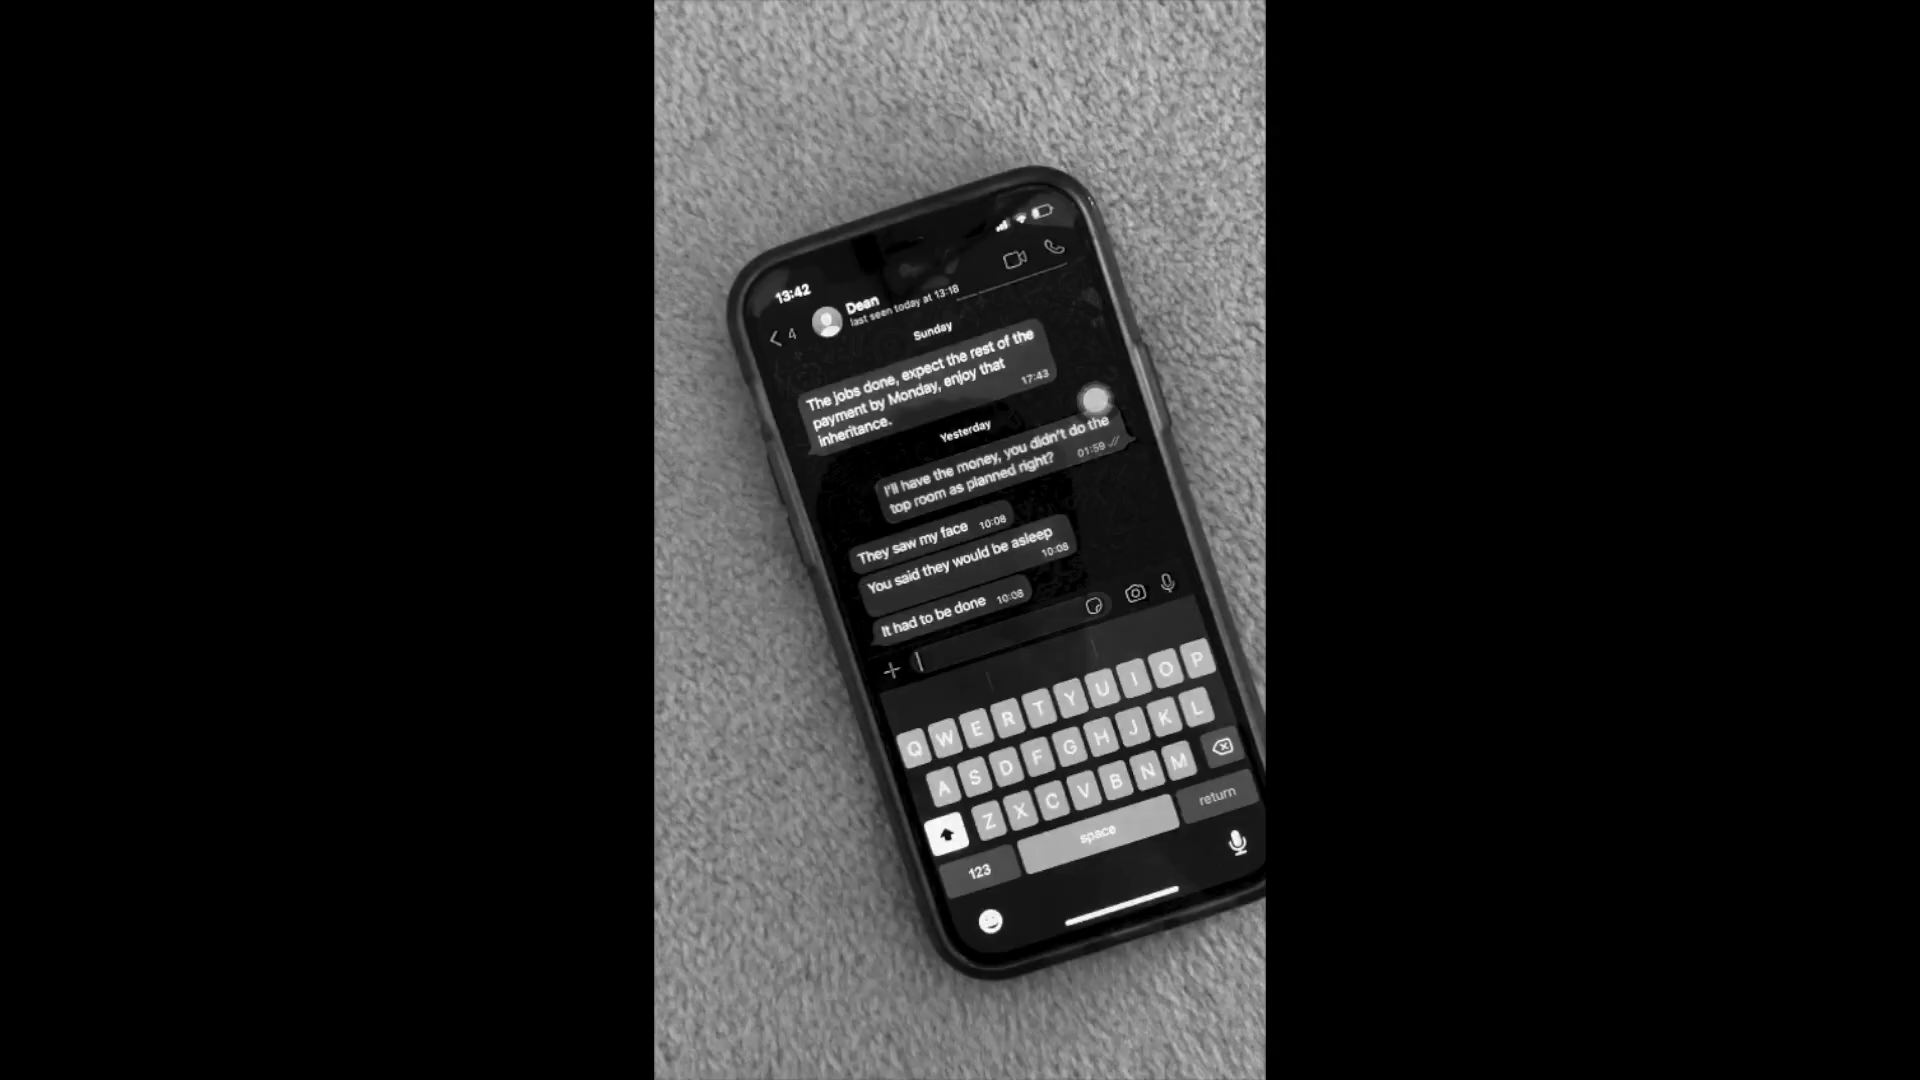 13:42
4
Dean
last seen today at 13:18
Sunday
The jobs done, expect the rest of the
payment by Monday, enjoy that
inheritance.
17:43
Yesterday
I'll have the money, you didn't do the
top room as planned right?
01:59
They saw my face 10:08
You said they would be asleep
10:08
It had to be done 10:08
Q W E R T Y U I O P
A S D F G H J K L
Z X C V B N M
123 space return